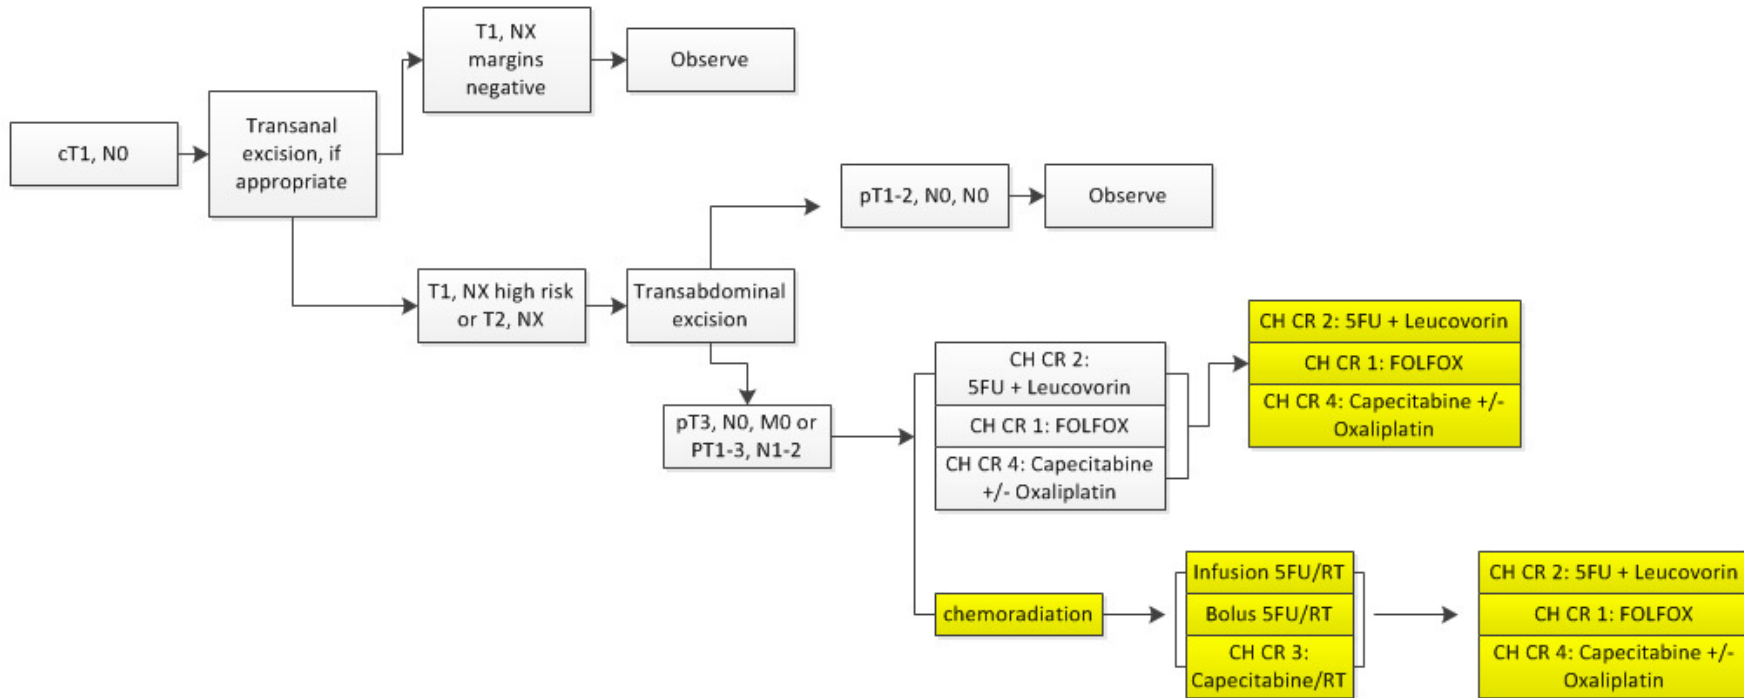 T1, NX
margins
negative
Observe
cT1, N0
Transanal
excision, if
appropriate
pT1-2, N0, N0
Observe
T1, NX high risk
or T2, NX
Transabdominal
excision
CH CR 2: 5FU + Leucovorin
CH CR 1: FOLFOX
CH CR 4: Capecitabine +/-
Oxaliplatin
CH CR 2:
5FU + Leucovorin
CH CR 1: FOLFOX
CH CR 4: Capecitabine
+/- Oxaliplatin
pT3, N0, M0 or
PT1-3, N1-2
chemoradiation
Infusion 5FU/RT
Bolus 5FU/RT
CH CR 3:
Capecitabine/RT
CH CR 2: 5FU + Leucovorin
CH CR 1: FOLFOX
CH CR 4: Capecitabine +/-
Oxaliplatin